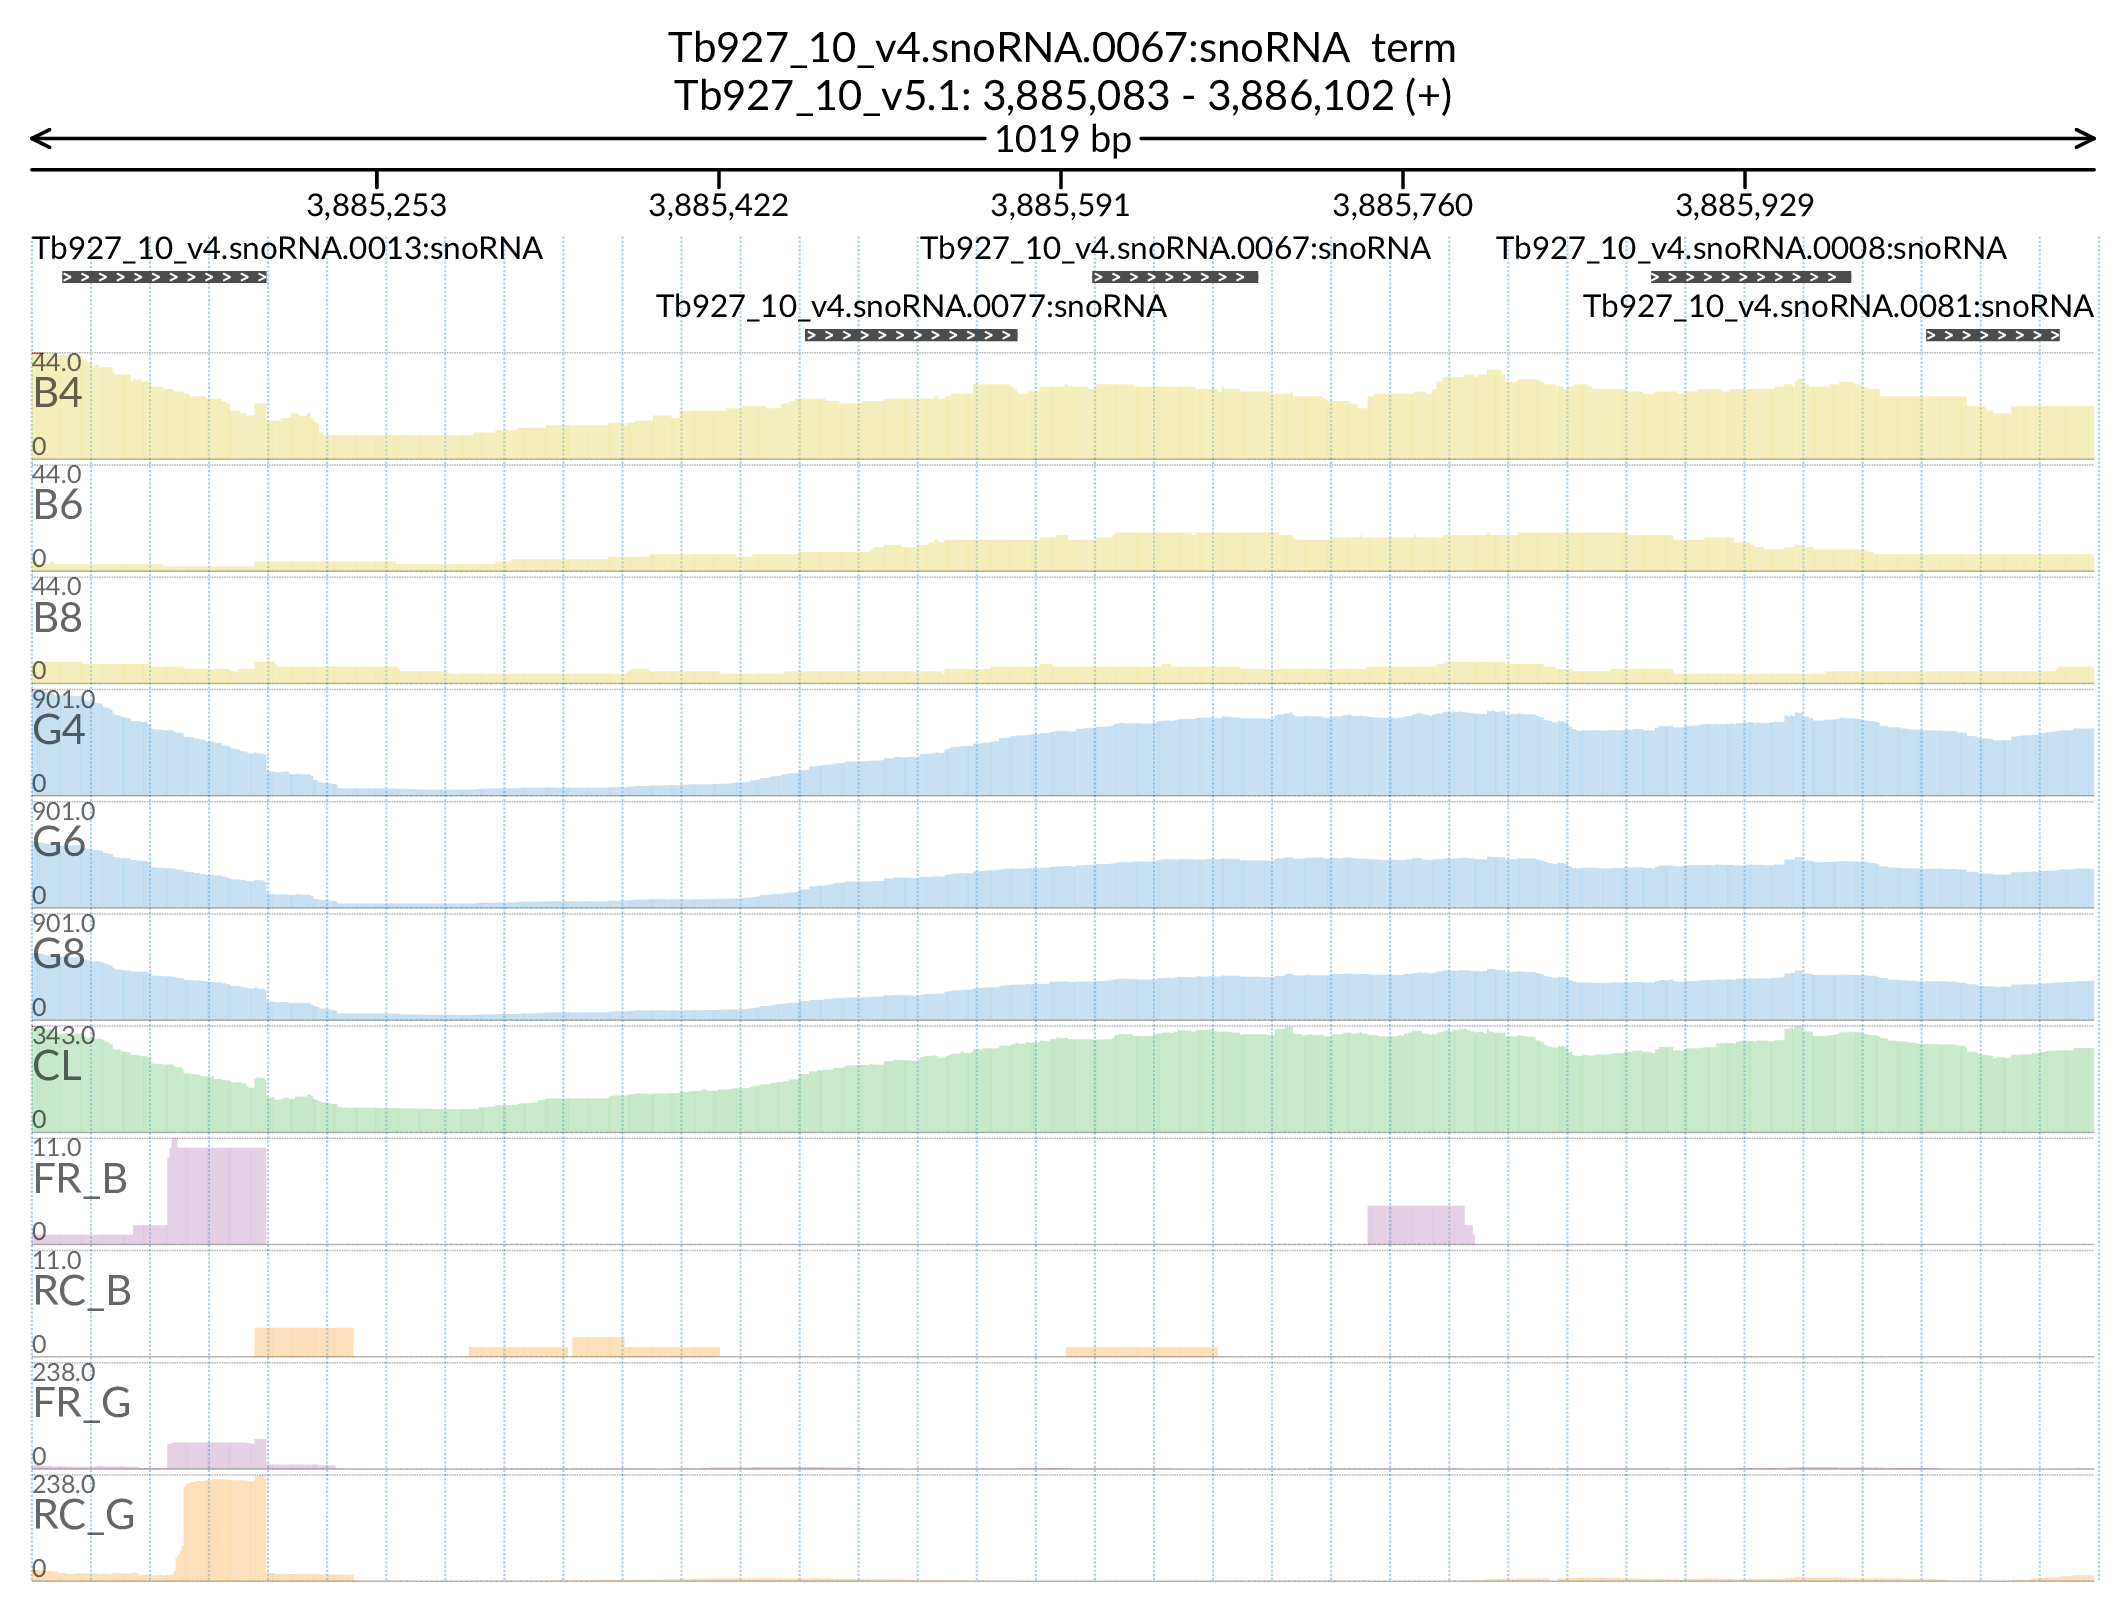 Tb927_10_v4.snoRNA.0067:snoRNA term
Tb927_10_v5.1: 3,885,083 - 3,886,102 (+)
1019 bp
3,885,253 3,885,422 3,885,591 3,885,760 3,885,929
Tb927_10_v4.snoRNA.0013:snoRNA Tb927_10_v4.snoRNA.0067:snoRNA Tb927_10_v4.snoRNA.0008:snoRNA
Tb927_10_v4.snoRNA.0077:snoRNA Tb927_10_v4.snoRNA.0081:snoRNA
44.0
B4
0
44.0
B6
0
44.0
B8
0
901.0
G4
0
901.0
G6
0
901.0
G8
0
343.0
CL
0
11.0
FR_B
0
11.0
RC_B
0
238.0
FR_G
0
238.0
RC_G
0